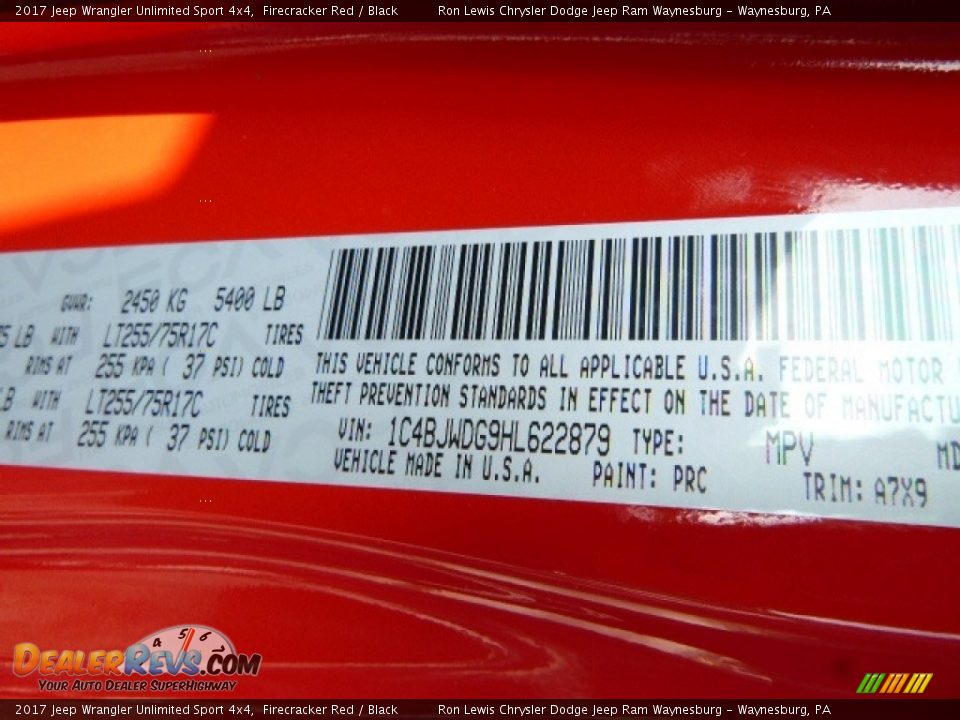 2017 Jeep Wrangler Unlimited Sport 4x4, Firecracker Red / Black Ron Lewis Chrysler Dodge Jeep Ram Waynesburg - Waynesburg, PA
GVWR: 2450 KG 5400 LB
LB WITH LT255/75R17C TIRES
RIMS AT 255 KPA ( 37 PSI) COLD
LB WITH LT255/75R17C TIRES
RIMS AT 255 KPA ( 37 PSI) COLD
THIS VEHICLE CONFORMS TO ALL APPLICABLE U.S.A. FEDERAL MOTOR
THEFT PREVENTION STANDARDS IN EFFECT ON THE DATE OF MANUFACTU
VIN: 1C4BJWDG9HL622879 TYPE: MPV MD
VEHICLE MADE IN U.S.A. PAINT: PRC TRIM: A7X9
4 5 6
DEALERREVS.COM
YOUR AUTO DEALER SUPERHIGHWAY
2017 Jeep Wrangler Unlimited Sport 4x4, Firecracker Red / Black Ron Lewis Chrysler Dodge Jeep Ram Waynesburg - Waynesburg, PA